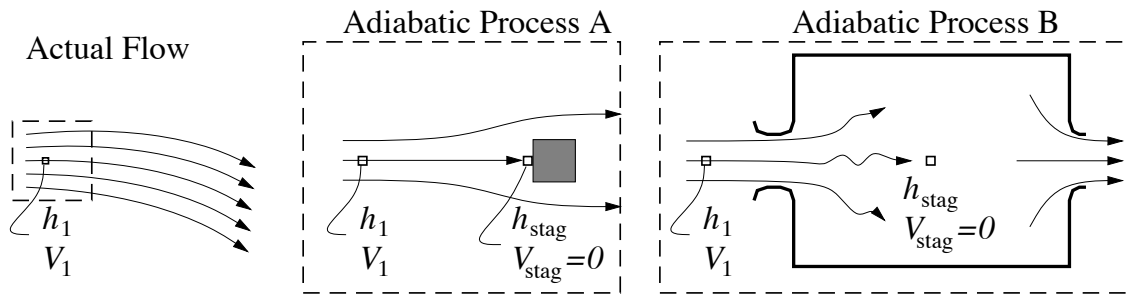 Actual Flow
h1
V1
Adiabatic Process A
h1
V1
hstag
Vstag=0
Adiabatic Process B
h1
V1
hstag
Vstag=0